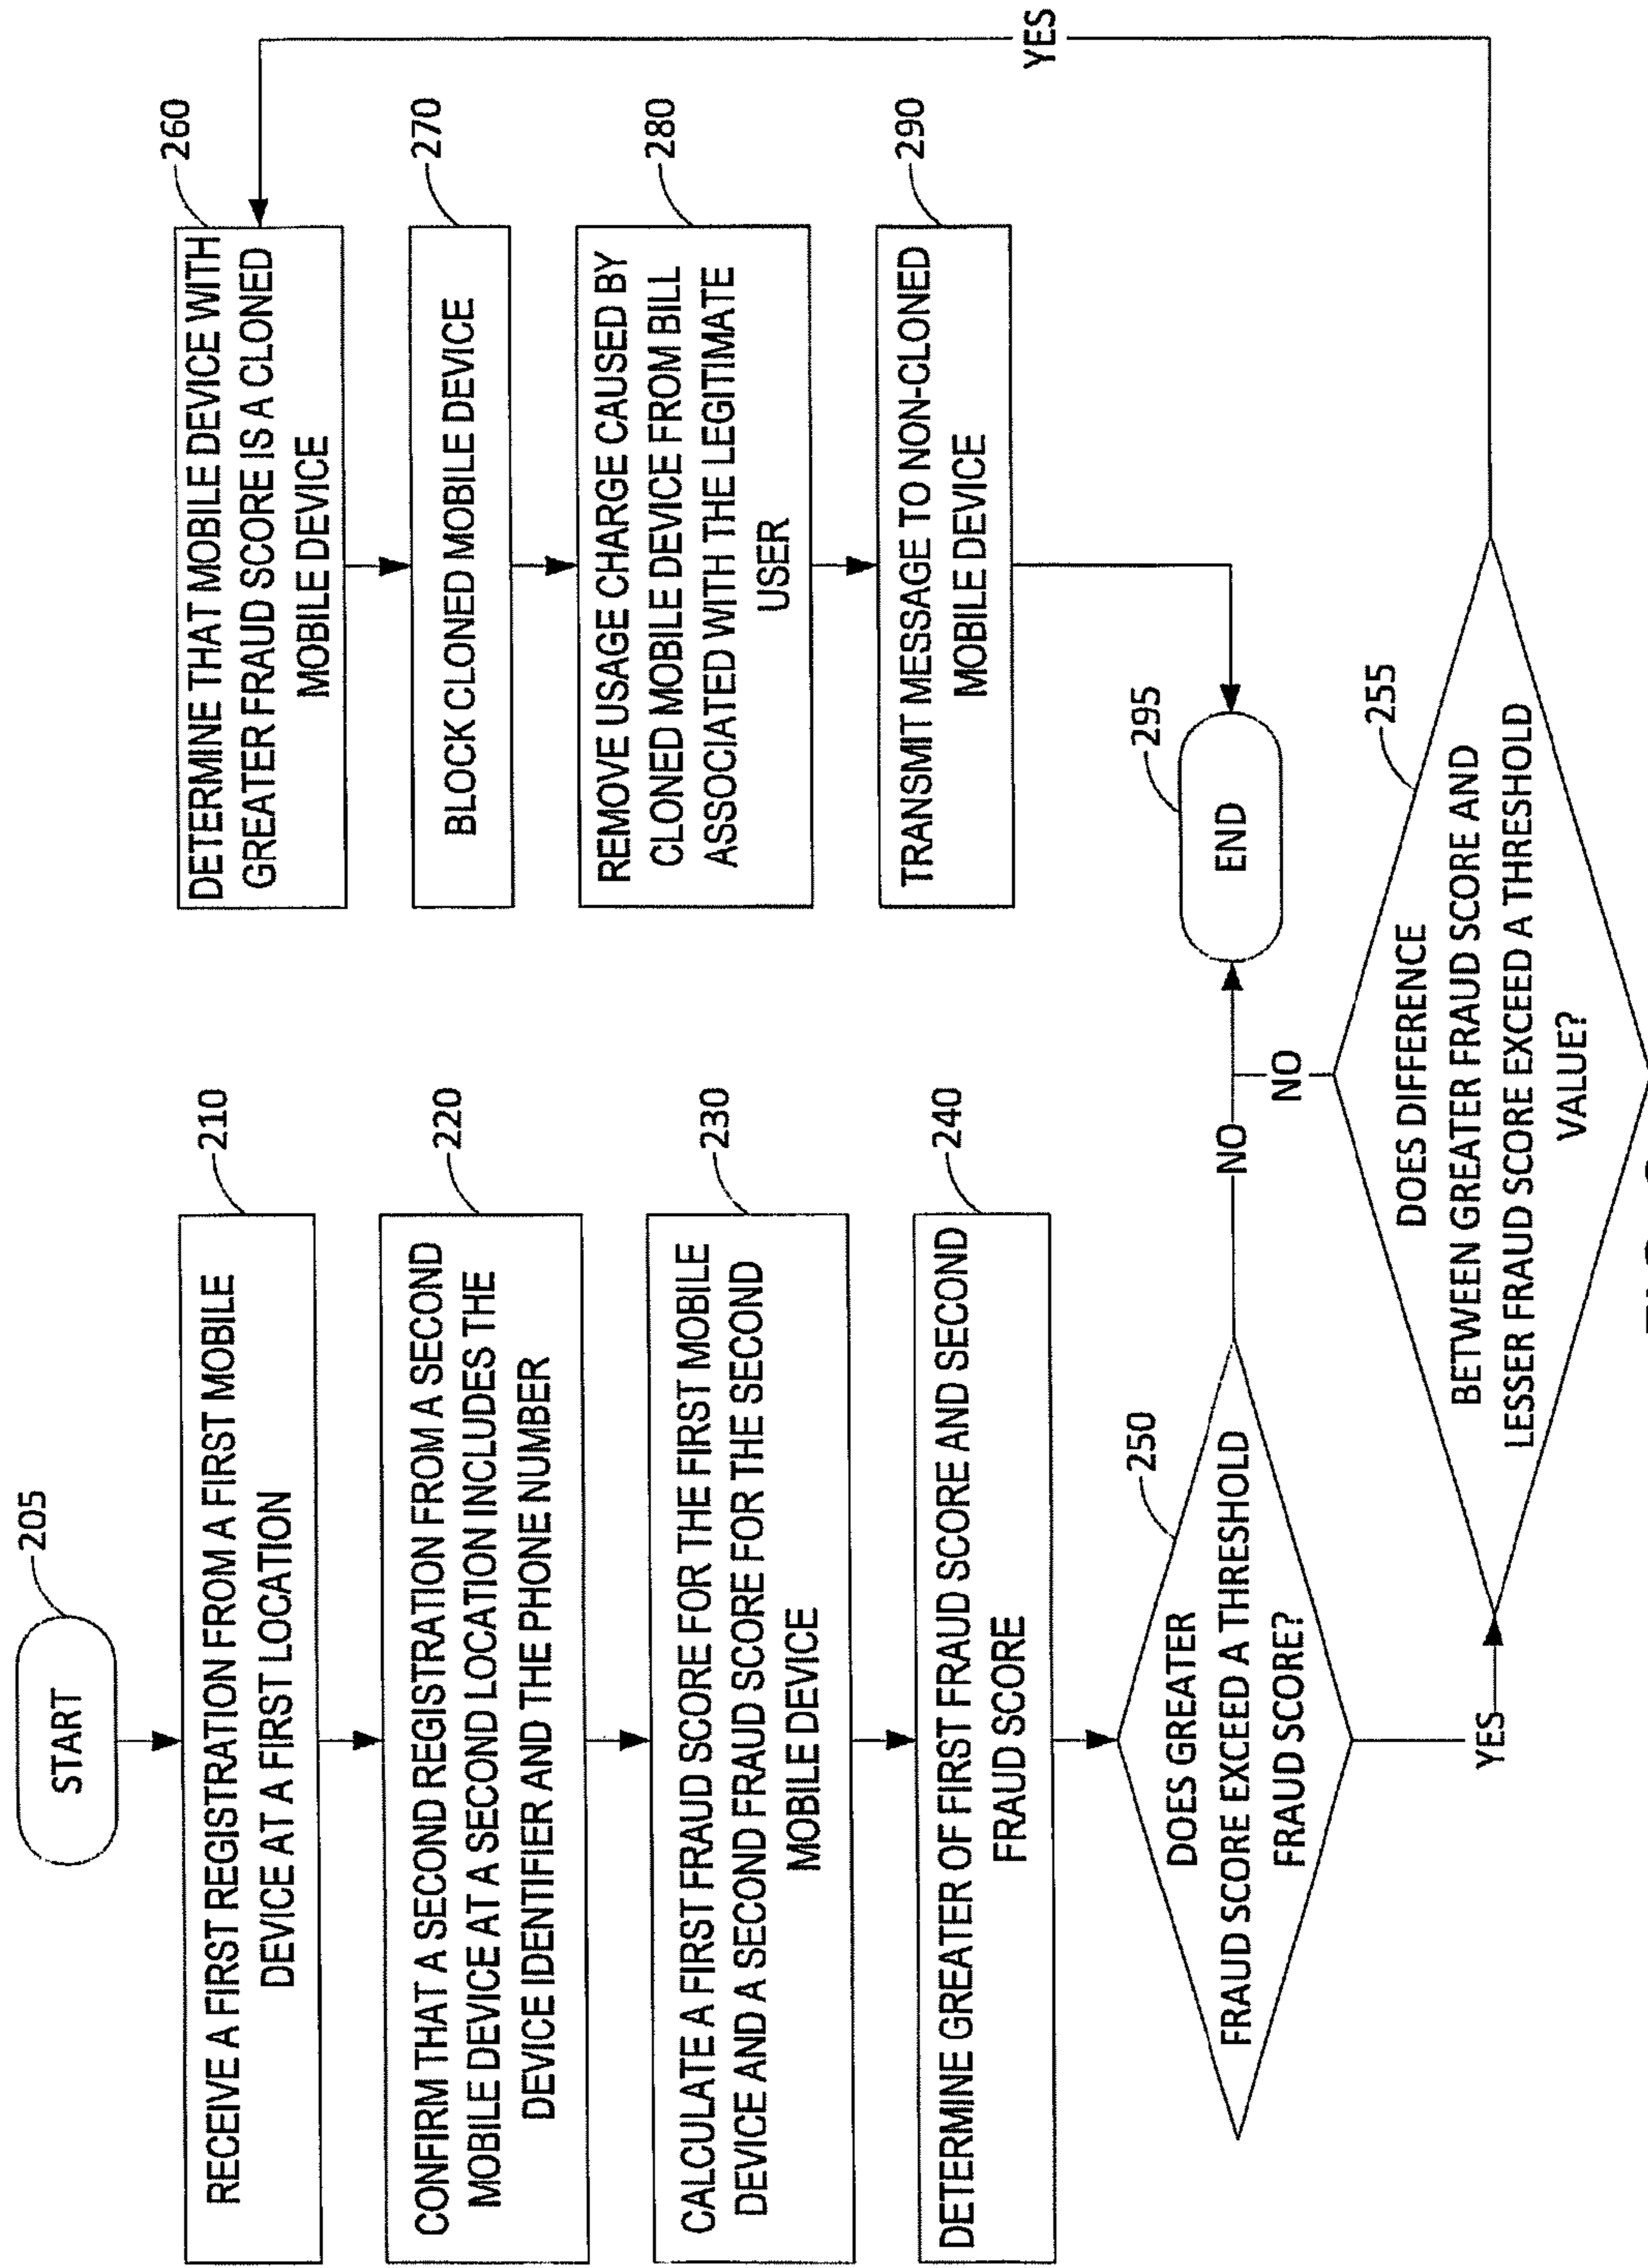 START
205
RECEIVE A FIRST REGISTRATION FROM A FIRST MOBILE
DEVICE AT A FIRST LOCATION
210
CONFIRM THAT A SECOND REGISTRATION FROM A SECOND
MOBILE DEVICE AT A SECOND LOCATION INCLUDES THE
DEVICE IDENTIFIER AND THE PHONE NUMBER
220
CALCULATE A FIRST FRAUD SCORE FOR THE FIRST MOBILE
DEVICE AND A SECOND FRAUD SCORE FOR THE SECOND
MOBILE DEVICE
230
DETERMINE GREATER OF FIRST FRAUD SCORE AND SECOND
FRAUD SCORE
240
DOES GREATER
FRAUD SCORE EXCEED A THRESHOLD
FRAUD SCORE?
250
NO
YES
DOES DIFFERENCE
BETWEEN GREATER FRAUD SCORE AND
LESSER FRAUD SCORE EXCEED A THRESHOLD
VALUE?
255
NO
YES
DETERMINE THAT MOBILE DEVICE WITH
GREATER FRAUD SCORE IS A CLONED
MOBILE DEVICE
260
BLOCK CLONED MOBILE DEVICE
270
REMOVE USAGE CHARGE CAUSED BY
CLONED MOBILE DEVICE FROM BILL
ASSOCIATED WITH THE LEGITIMATE
USER
280
TRANSMIT MESSAGE TO NON-CLONED
MOBILE DEVICE
290
END
295